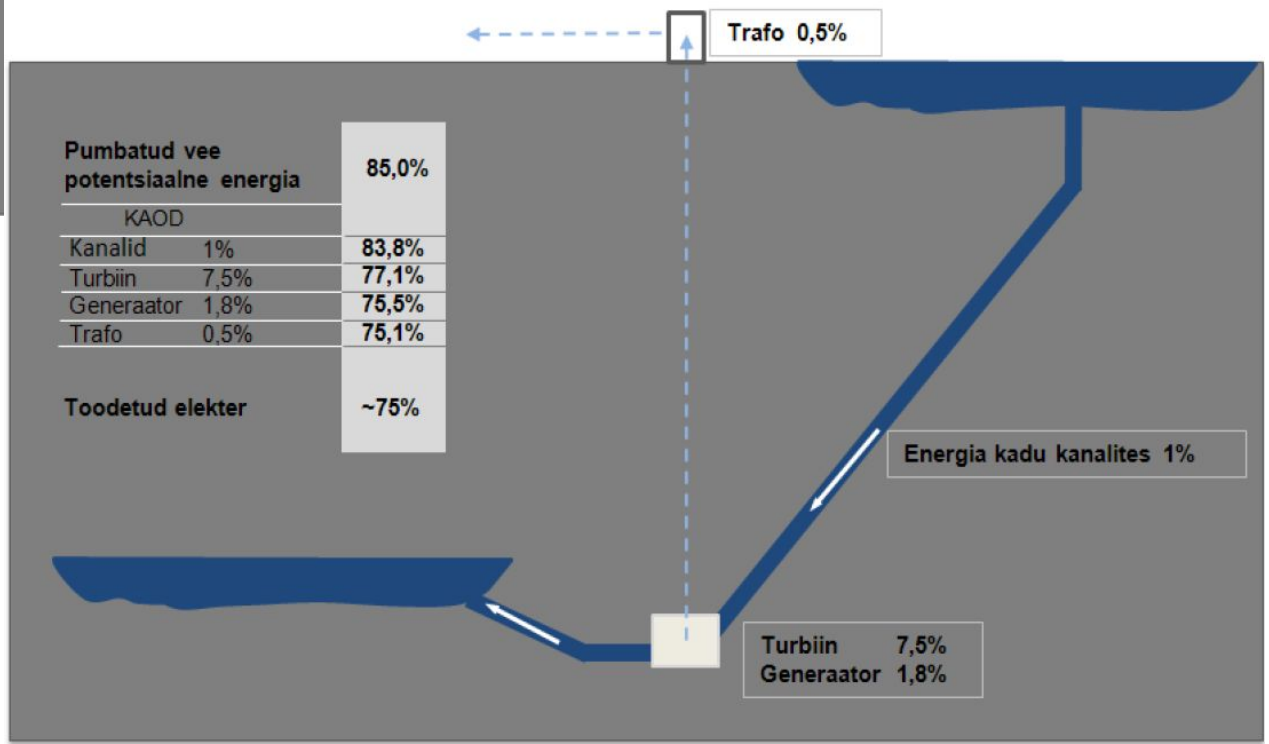 Trafo 0,5%
Pumbatud vee
potentsiaalne energia 85,0%
KAOD
Kanalid 1% 83,8%
Turbiin 7,5% 77,1%
Generaator 1,8% 75,5%
Trafo 0,5% 75,1%
Toodetud elekter ~75%
Energia kadu kanalites 1%
Turbiin 7,5%
Generaator 1,8%